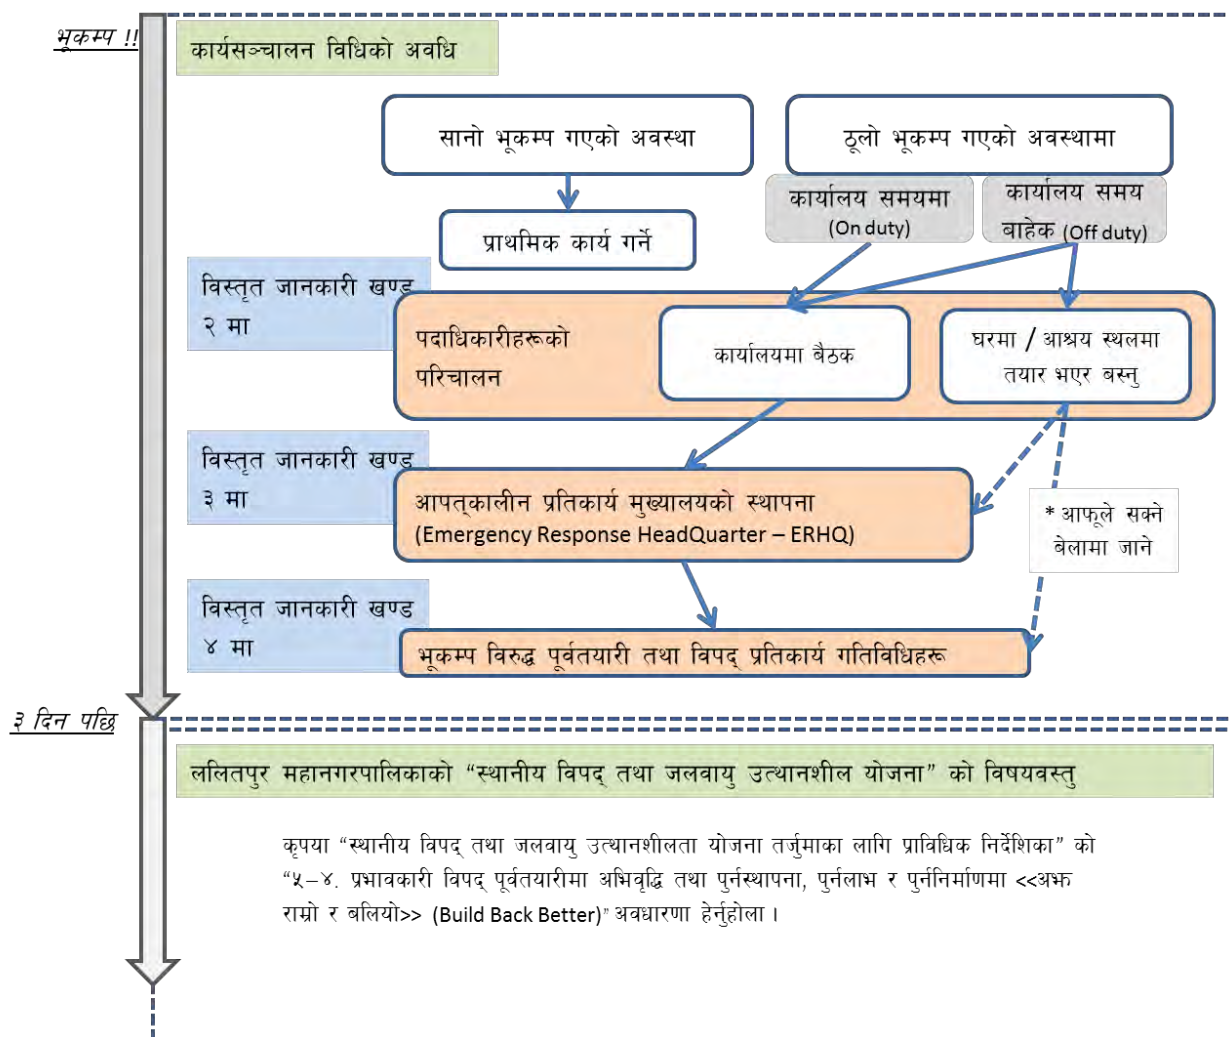 भूकम्प !!
कार्यसञ्चालन विधिको अवधि
सानो भूकम्प गएको अवस्था
ठूलो भूकम्प गएको अवस्थामा
कार्यालय समयमा
(On duty)
कार्यालय समय
बाहेक (Off duty)
प्राथमिक कार्य गर्ने
विस्तृत जानकारी खण्ड
२ मा
पदाधिकारीहरूको
परिचालन
कार्यालयमा बैठक
घरमा / आश्रय स्थलमा
तयार भएर बस्नु
विस्तृत जानकारी खण्ड
३ मा
आपत्कालीन प्रतिकार्य मुख्यालयको स्थापना
(Emergency Response HeadQuarter – ERHQ)
* आफूले सक्ने
बेलामा जाने
विस्तृत जानकारी खण्ड
४ मा
भूकम्प विरुद्ध पूर्वतयारी तथा विपद् प्रतिकार्य गतिविधिहरू
३ दिन पछि
ललितपुर महानगरपालिकाको “स्थानीय विपद् तथा जलवायु उत्थानशील योजना” को विषयवस्तु
कृपया “स्थानीय विपद् तथा जलवायु उत्थानशीलता योजना तर्जुमाका लागि प्राविधिक निर्देशिका” को
“५–४. प्रभावकारी विपद् पूर्वतयारीमा अभिवृद्धि तथा पुर्नस्थापना, पुर्नलाभ र पुर्ननिर्माणमा <<अझ
राम्रो र बलियो>> (Build Back Better)” अवधारणा हेर्नुहोला ।